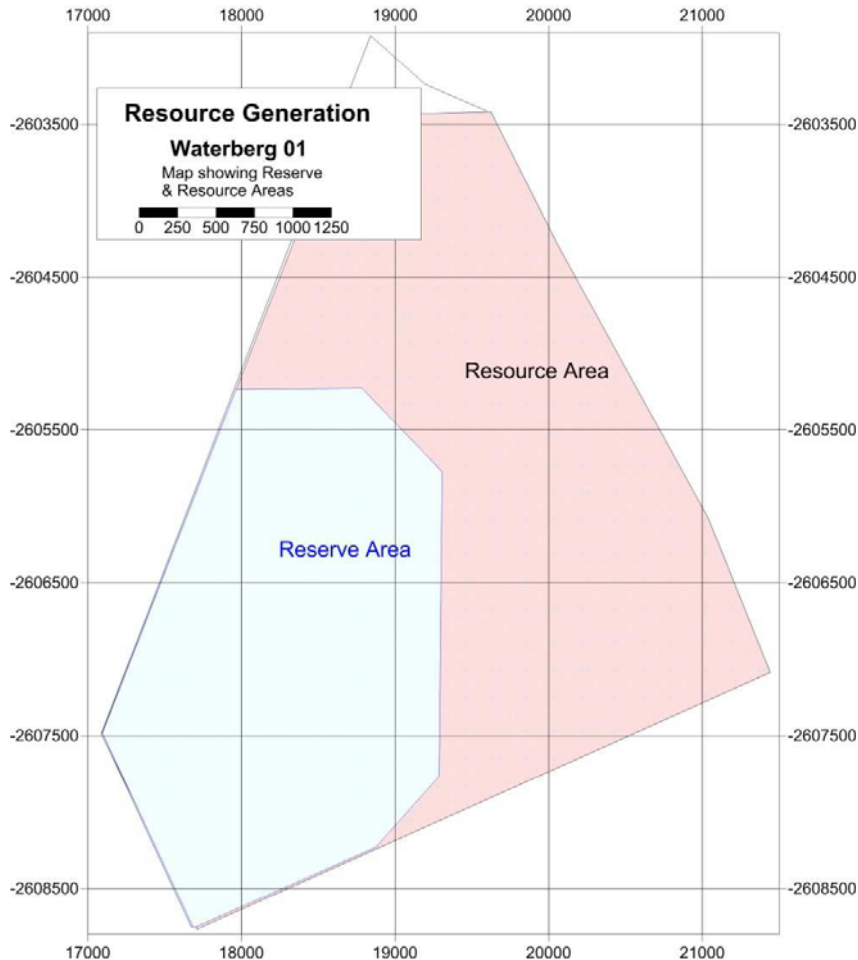 17000 18000 19000 20000 21000
Resource Generation
Waterberg 01
Map showing Reserve
& Resource Areas
0 250 500 750 1000 1250
-2603500 -2603500
-2604500 -2604500
Resource Area
-2605500 -2605500
Reserve Area
-2606500 -2606500
-2607500 -2607500
-2608500 -2608500
17000 18000 19000 20000 21000